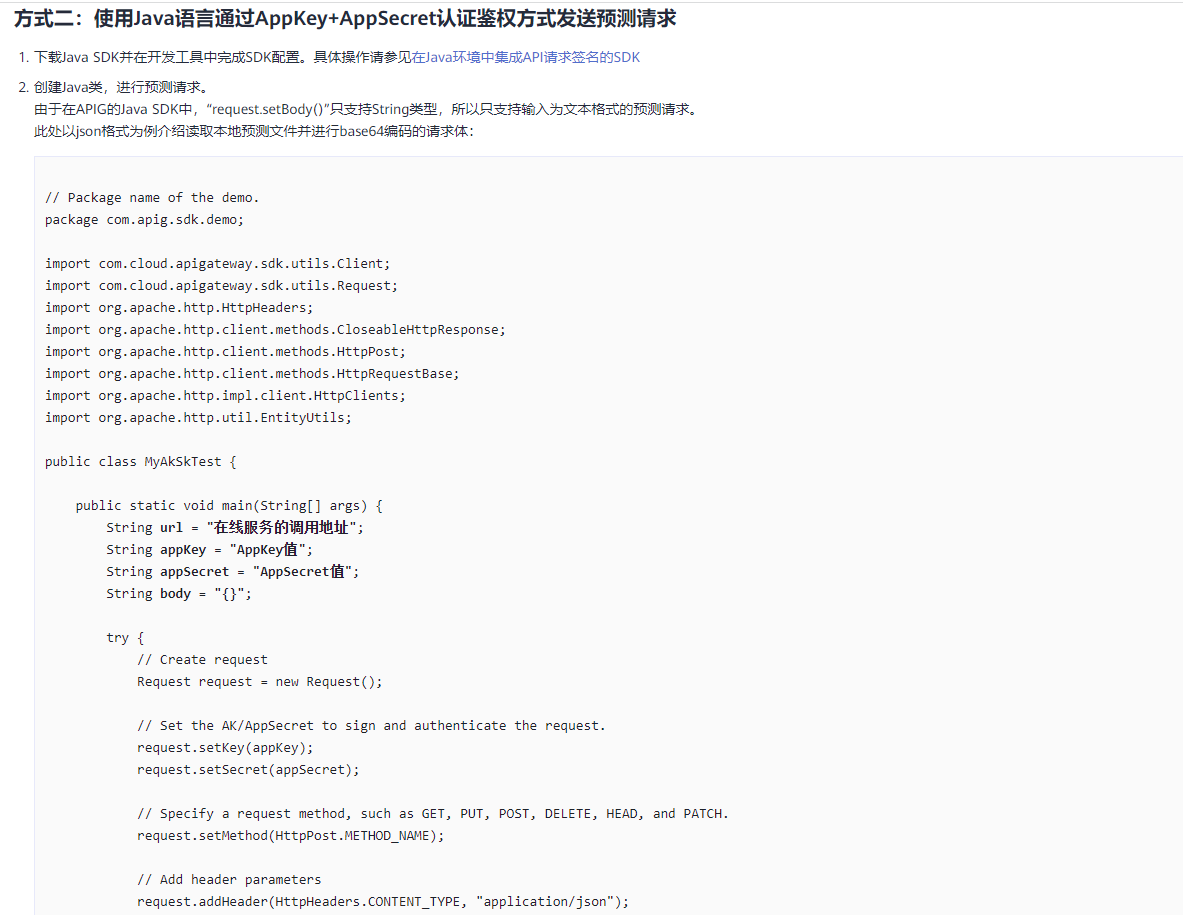 方式二：使用Java语言通过AppKey+AppSecret认证鉴权方式发送预测请求
1. 下载Java SDK并在开发工具中完成SDK配置。具体操作请参见在Java环境中集成API请求签名的SDK
2. 创建Java类，进行预测请求。
由于在APIG的Java SDK中，“request.setBody()”只支持String类型，所以只支持输入为文本格式的预测请求。
此处以json格式为例介绍读取本地预测文件并进行base64编码的请求体：
// Package name of the demo.
package com.apig.sdk.demo;
import com.cloud.apigateway.sdk.utils.Client;
import com.cloud.apigateway.sdk.utils.Request;
import org.apache.http.HttpHeaders;
import org.apache.http.client.methods.CloseableHttpResponse;
import org.apache.http.client.methods.HttpPost;
import org.apache.http.client.methods.HttpRequestBase;
import org.apache.http.impl.client.HttpClients;
import org.apache.http.util.EntityUtils;
public class MyAkSkTest {
public static void main(String[] args) {
String url = "在线服务的调用地址";
String appKey = "AppKey值";
String appSecret = "AppSecret值";
String body = "{}";
try {
// Create request
Request request = new Request();
// Set the AK/AppSecret to sign and authenticate the request.
request.setKey(appKey);
request.setSecret(appSecret);
// Specify a request method, such as GET, PUT, POST, DELETE, HEAD, and PATCH.
request.setMethod(HttpPost.METHOD_NAME);
// Add header parameters
request.addHeader(HttpHeaders.CONTENT_TYPE, "application/json");